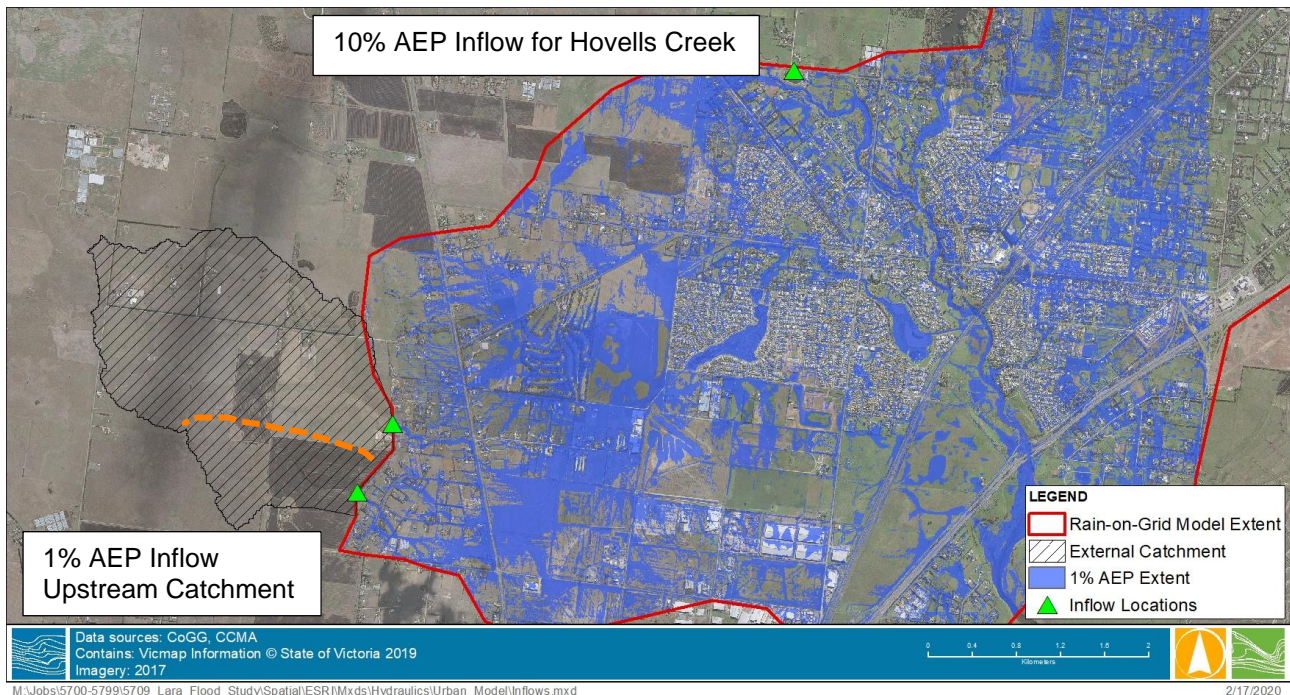 10% AEP Inflow for Hovells Creek
1% AEP Inflow
Upstream Catchment
LEGEND
Rain-on-Grid Model Extent
External Catchment
1% AEP Extent
Inflow Locations
Data sources: CoGG, CCMA
Contains: Vicmap Information © State of Victoria 2019
Imagery: 2017
0 0.4 0.8 1.2 1.6 2
Kilometers
M:\Jobs\5700-5799\5709_Lara_Flood_Study\Spatial\ESRI\Mxds\Hydraulics\Urban_Model\Inflows.mxd
2/17/2020